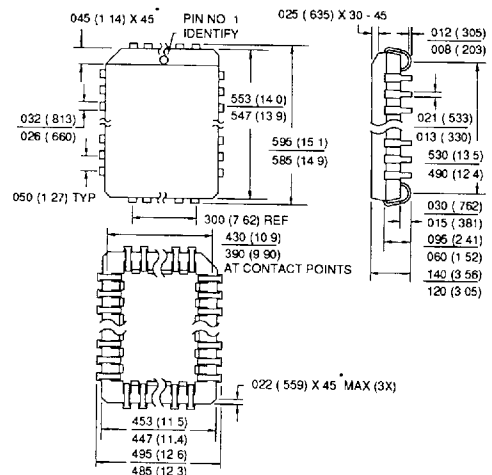 045 (1 14) X 45°
PIN NO 1
IDENTIFY
025 ( 635) X 30 - 45
012 ( 305)
008 ( 203)
032 ( 813)
026 ( 660)
553 (14 0)
547 (13 9)
595 (15 1)
585 (14 9)
021 ( 533)
013 ( 330)
530 (13 5)
490 (12 4)
050 (1 27) TYP
300 (7 62) REF
430 (10 9)
390 (9 90)
AT CONTACT POINTS
030 ( 762)
015 ( 381)
095 (2 41)
060 (1 52)
140 (3 56)
120 (3 05)
022 ( 559) X 45° MAX (3X)
453 (11 5)
447 (11.4)
495 (12 6)
485 (12 3)